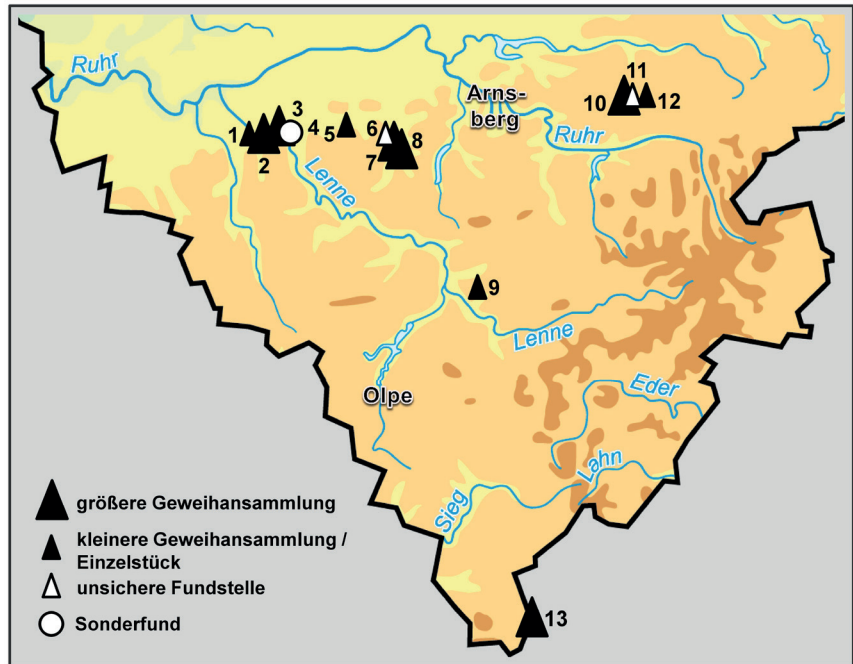 Ruhr
Arns-
berg
11
10
12
Ruhr
3
1
4
5
6
8
2
7
Lenne
9
Lenne
Eder
Olpe
Lahn
Sieg
größere Geweihansammlung
kleinere Geweihansammlung /
Einzelstück
unsichere Fundstelle
Sonderfund
13